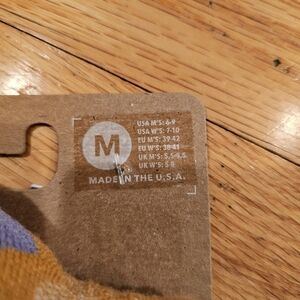 M
USA M'S: 6-9
USA W'S: 7-10
EU M'S: 39-42
EU W'S: 38-41
UK M'S: 5.5-8.5
UK W'S: 5-8
MADE IN THE U.S.A.